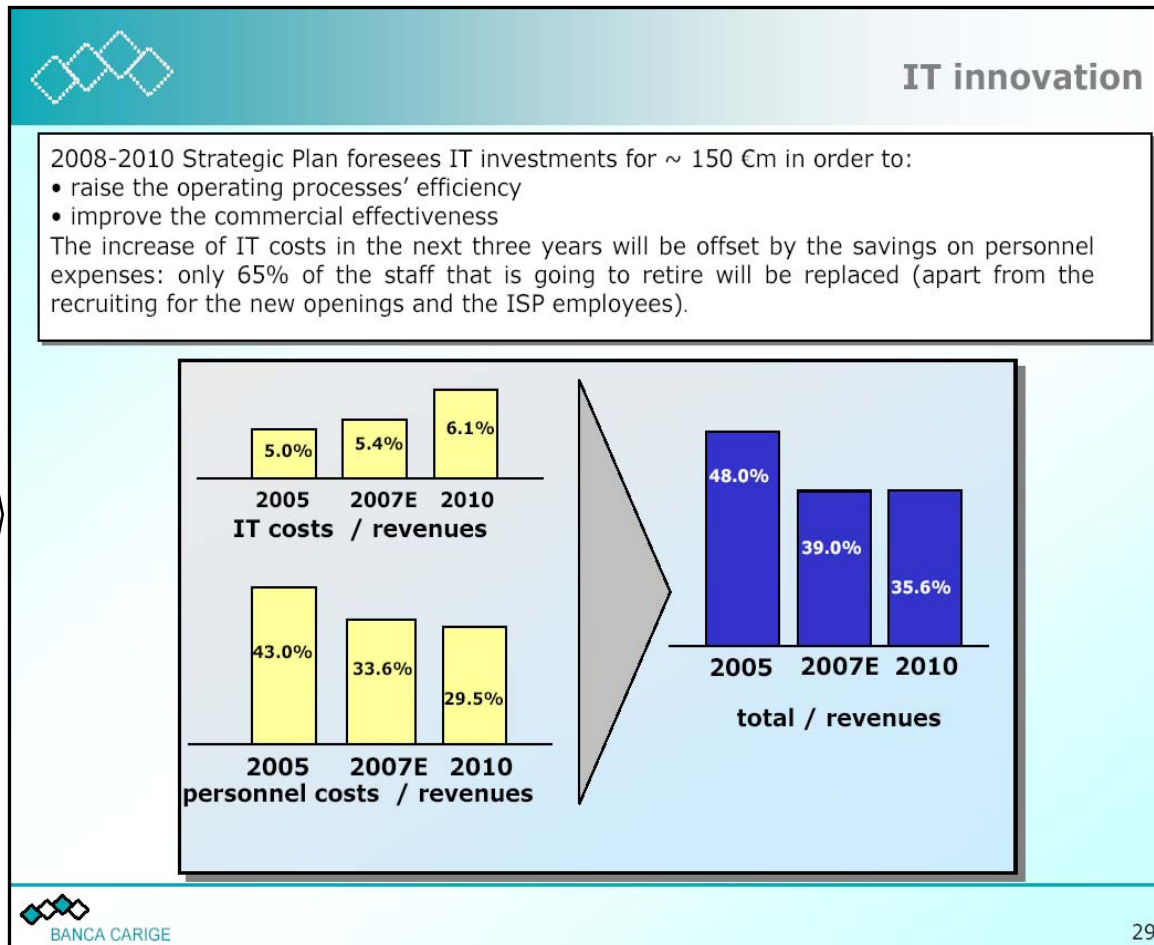 IT innovation
2008-2010 Strategic Plan foresees IT investments for ~ 150 €m in order to:
• raise the operating processes’ efficiency
• improve the commercial effectiveness
The increase of IT costs in the next three years will be offset by the savings on personnel
expenses: only 65% of the staff that is going to retire will be replaced (apart from the
recruiting for the new openings and the ISP employees).
5.0% 5.4% 6.1%
2005 2007E 2010
IT costs / revenues
43.0% 33.6% 29.5%
2005 2007E 2010
personnel costs / revenues
48.0% 39.0% 35.6%
2005 2007E 2010
total / revenues
BANCA CARIGE
29